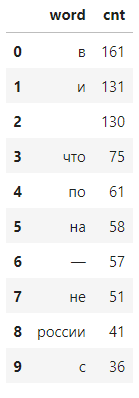 word cnt
0 в 161
1 и 131
2 130
3 что 75
4 по 61
5 на 58
6 — 57
7 не 51
8 россии 41
9 с 36